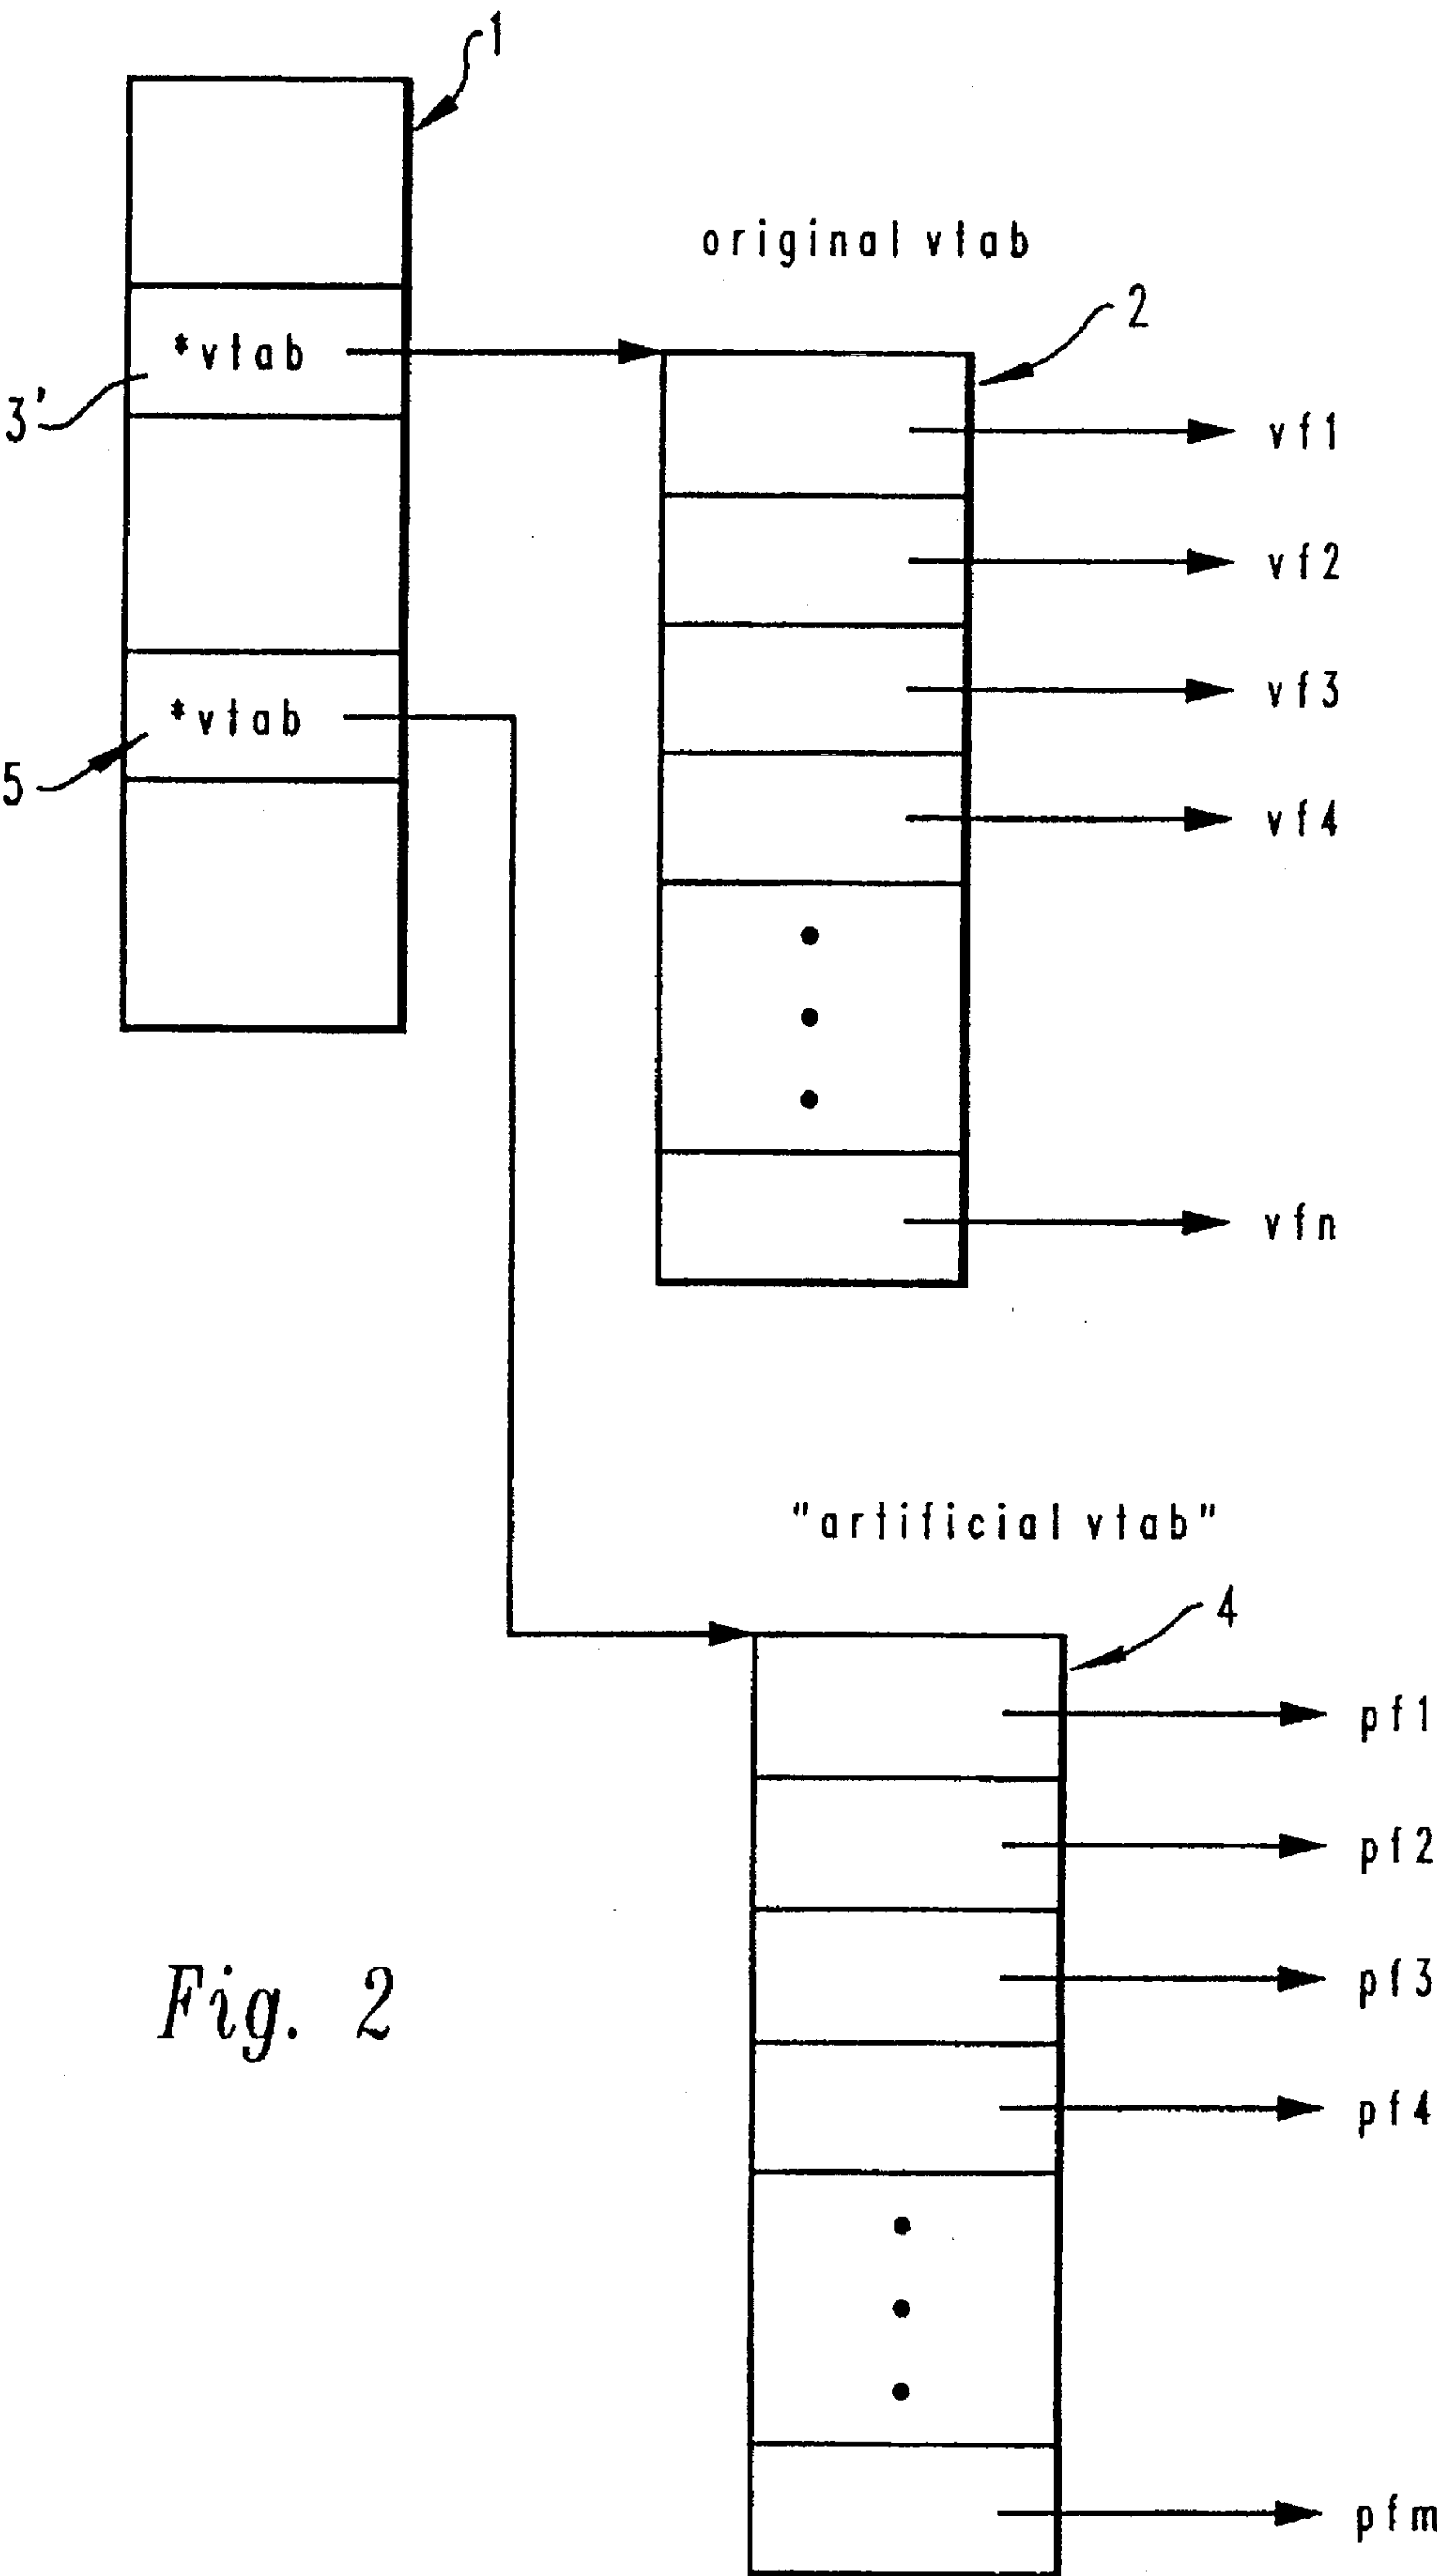 1
original vtab
2
*vtab
3'
vf1
vf2
vf3
*vtab
5
vf4
vfn
"artificial vtab"
4
pf1
pf2
pf3
Fig. 2
pf4
pfm